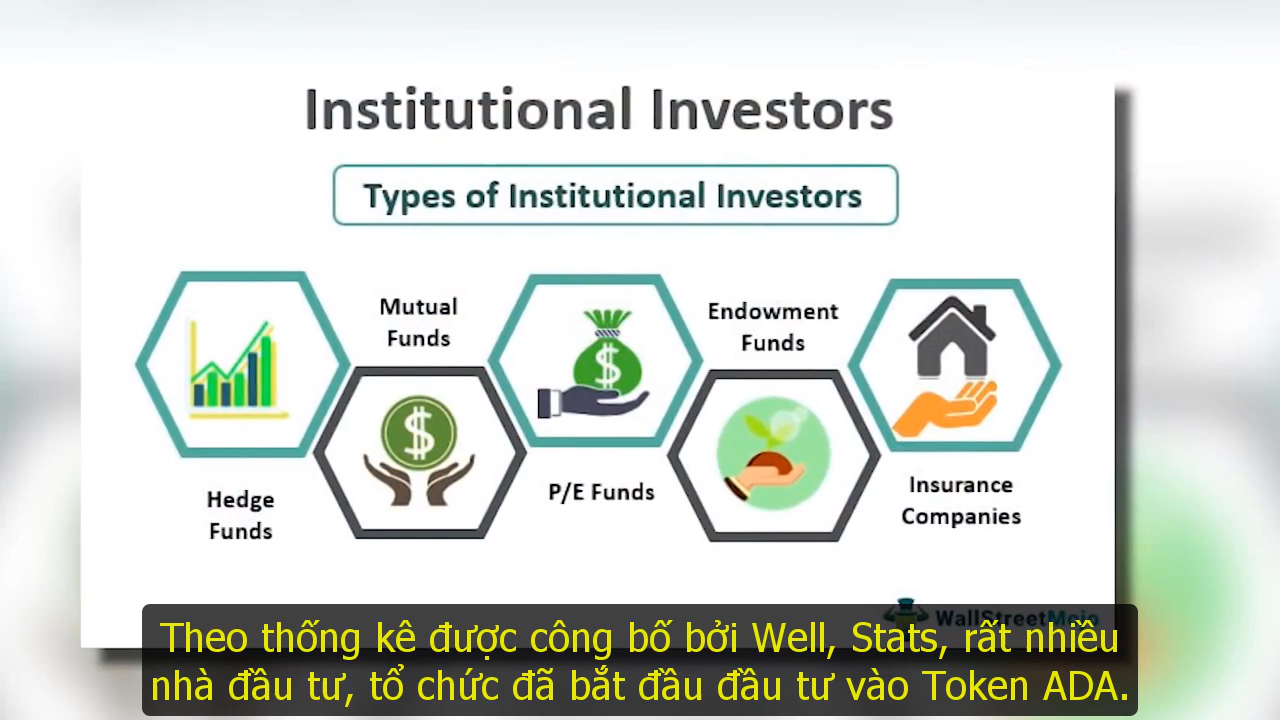 Institutional Investors
Types of Institutional Investors
Hedge
Funds
Mutual
Funds
P/E Funds
Endowment
Funds
Insurance
Companies
WallStreetMojo
Theo thống kê được công bố bởi Well, Stats, rất nhiều
nhà đầu tư, tổ chức đã bắt đầu đầu tư vào Token ADA.